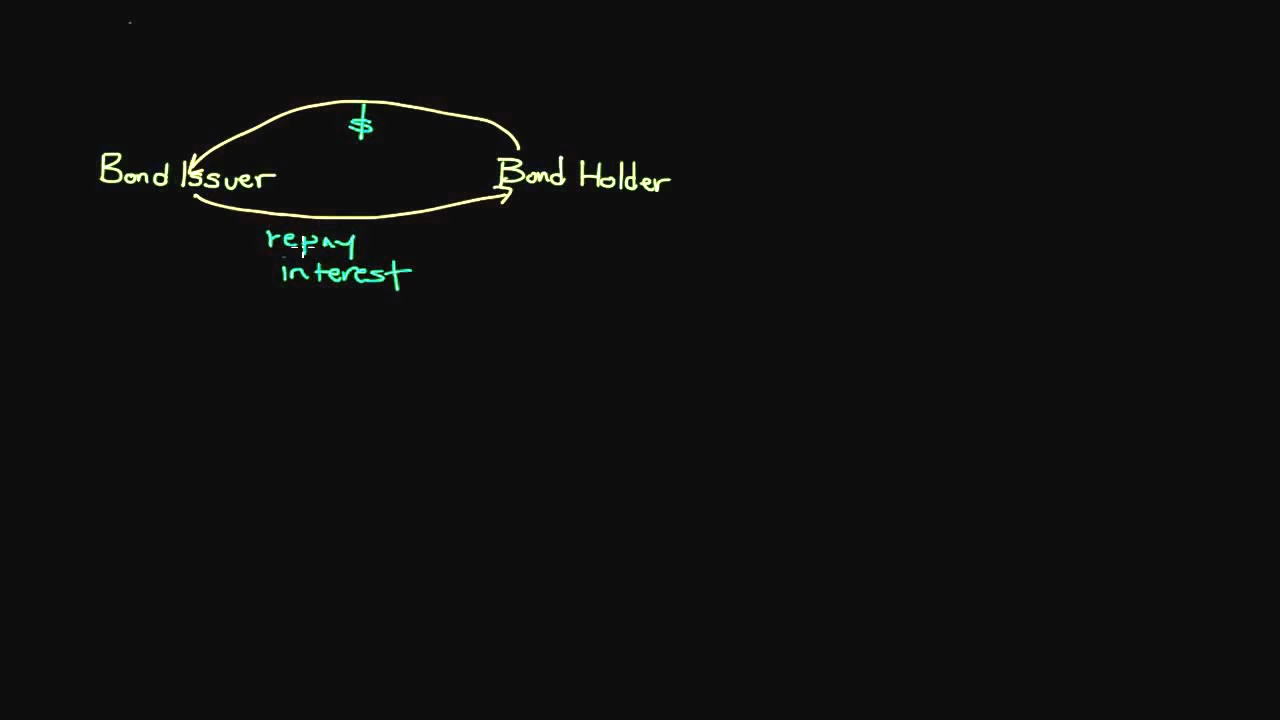 $
Bond Issuer
Bond Holder
repay
interest